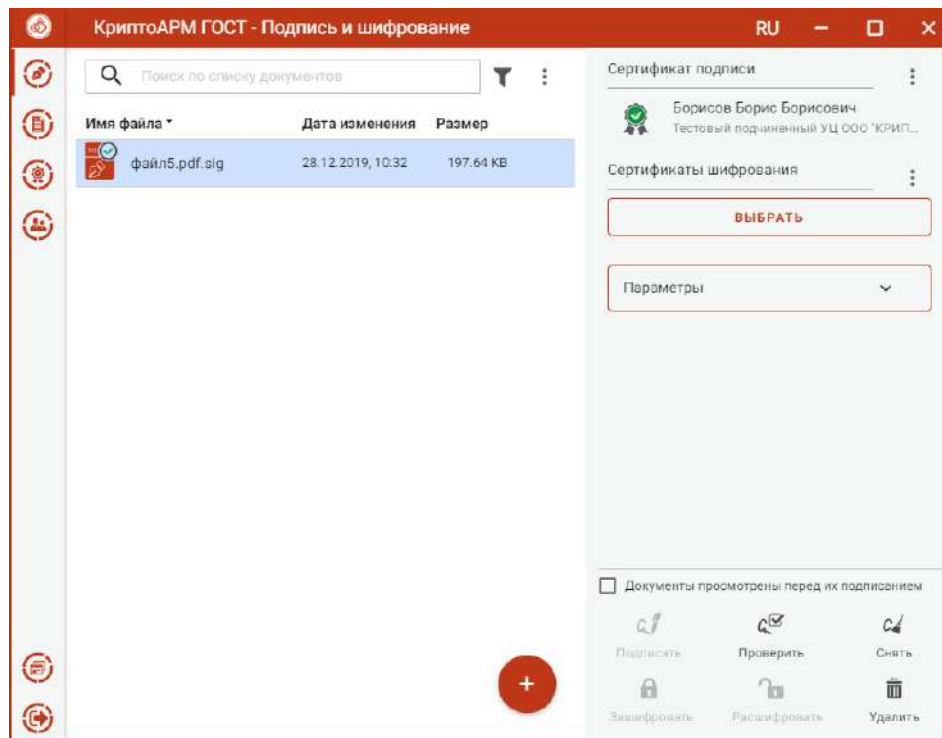 КриптоАРМ ГОСТ - Подпись и шифрование RU
Поиск по списку документов
Имя файла Дата изменения Размер
файл5.pdf.sig 28.12.2019, 10:32 197.64 KB
Сертификат подписи
Борисов Борис Борисович
Тестовый подчиненный УЦ ООО "КРИП...
Сертификаты шифрования
ВЫБРАТЬ
Параметры
Документы просмотрены перед их подписанием
Подписать Проверить Снять
Зашифровать Расшифровать Удалить